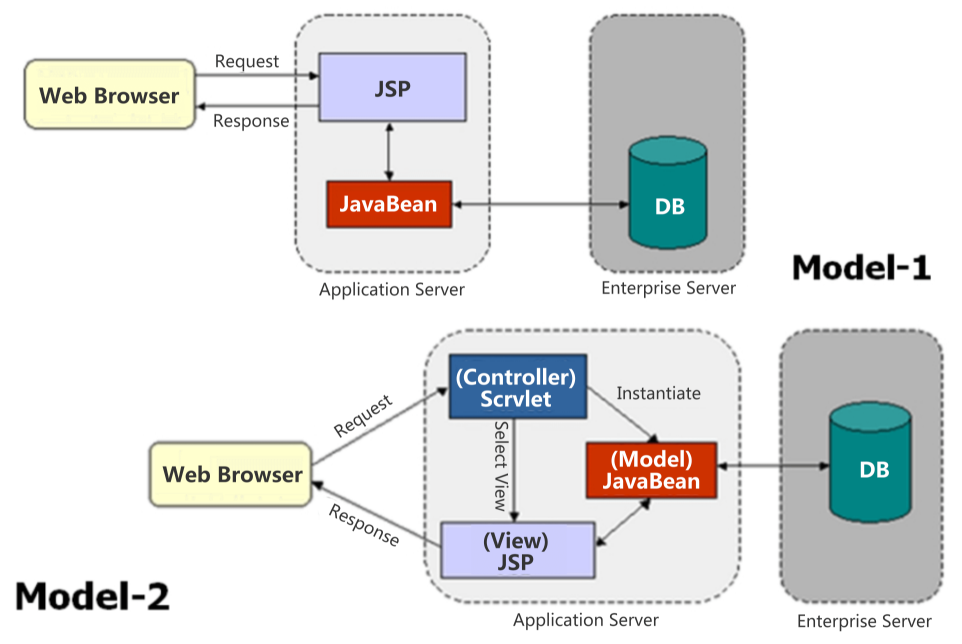 Request
Web Browser
JSP
Response
JavaBean
DB
Model-1
Application Server
Enterprise Server
(Controller)
Scrvlet
Instantiate
Request
Select View
(Model)
JavaBean
Web Browser
DB
Response
(View)
JSP
Model-2
Application Server
Enterprise Server